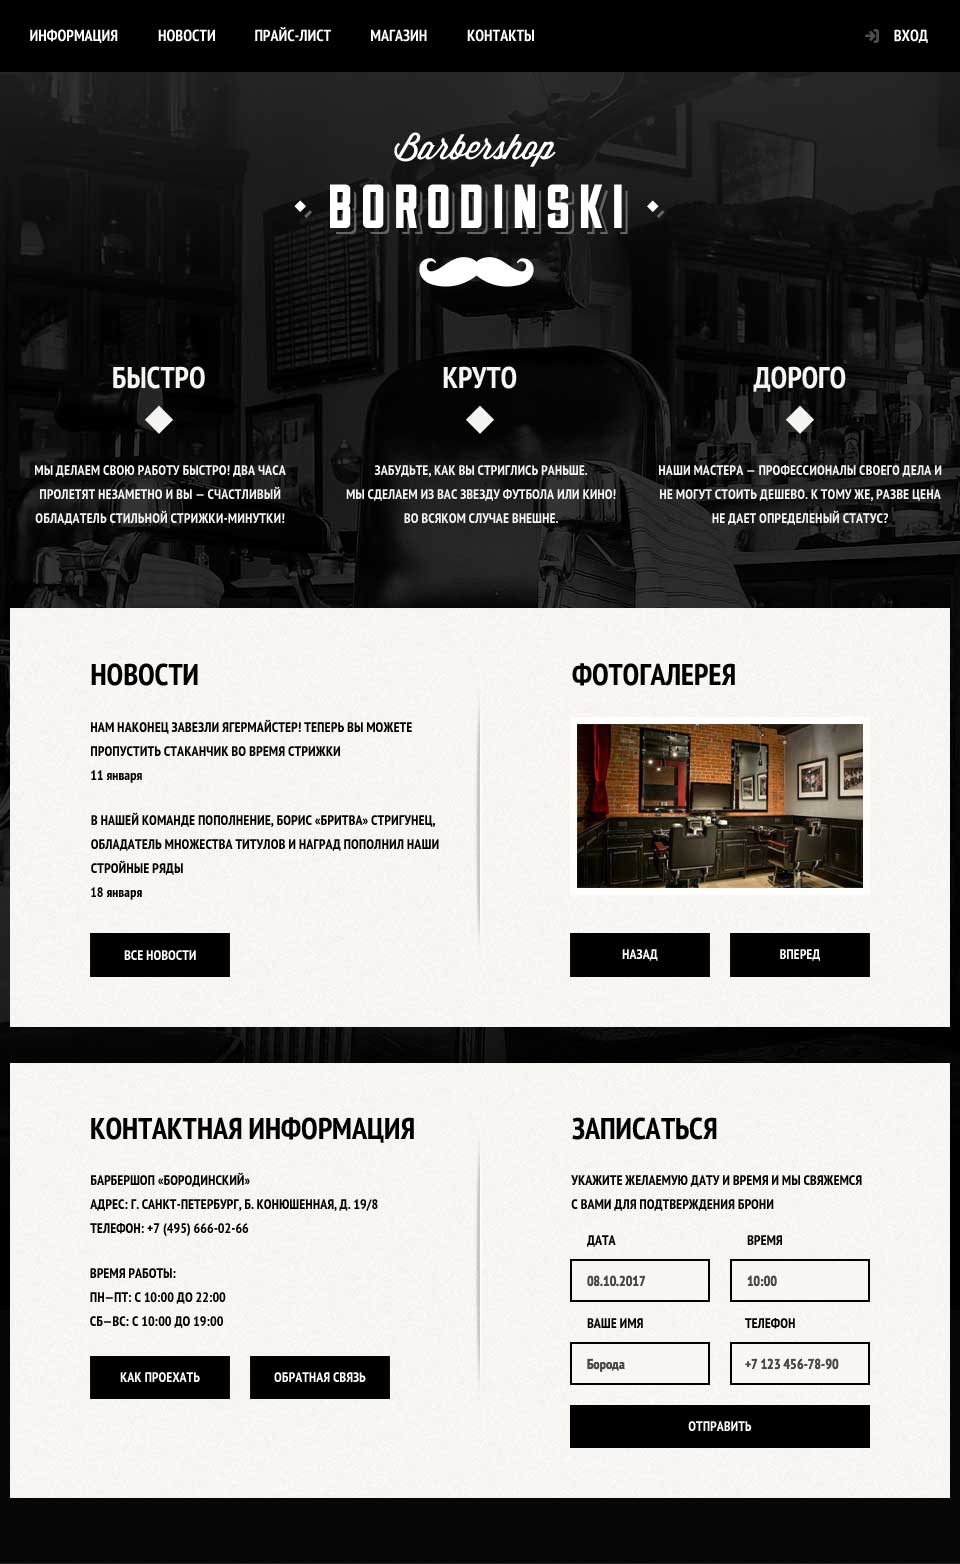 ИНФОРМАЦИЯ НОВОСТИ ПРАЙС-ЛИСТ МАГАЗИН КОНТАКТЫ ВХОД
Barbershop
BORODINSKI
БЫСТРО
МЫ ДЕЛАЕМ СВОЮ РАБОТУ БЫСТРО! ДВА ЧАСА
ПРОЛЕТЯТ НЕЗАМЕТНО И ВЫ — СЧАСТЛИВЫЙ
ОБЛАДАТЕЛЬ СТИЛЬНОЙ СТРИЖКИ-МИНУТКИ!
КРУТО
ЗАБУДЬТЕ, КАК ВЫ СТРИГЛИСЬ РАНЬШЕ.
МЫ СДЕЛАЕМ ИЗ ВАС ЗВЕЗДУ ФУТБОЛА ИЛИ КИНО!
ВО ВСЯКОМ СЛУЧАЕ ВНЕШНЕ.
ДОРОГО
НАШИ МАСТЕРА — ПРОФЕССИОНАЛЫ СВОЕГО ДЕЛА И
НЕ МОГУТ СТОИТЬ ДЕШЕВО. К ТОМУ ЖЕ, РАЗВЕ ЦЕНА
НЕ ДАЕТ ОПРЕДЕЛЕНЫЙ СТАТУС?
НОВОСТИ
НАМ НАКОНЕЦ ЗАВЕЗЛИ ЯГЕРМАЙСТЕР! ТЕПЕРЬ ВЫ МОЖЕТЕ
ПРОПУСТИТЬ СТАКАНЧИК ВО ВРЕМЯ СТРИЖКИ
11 января
В НАШЕЙ КОМАНДЕ ПОПОЛНЕНИЕ, БОРИС «БРИТВА» СТРИГУНЕЦ,
ОБЛАДАТЕЛЬ МНОЖЕСТВА ТИТУЛОВ И НАГРАД ПОПОЛНИЛ НАШИ
СТРОЙНЫЕ РЯДЫ
18 января
ВСЕ НОВОСТИ
ФОТОГАЛЕРЕЯ
НАЗАД ВПЕРЕД
КОНТАКТНАЯ ИНФОРМАЦИЯ
БАРБЕРШОП «БОРОДИНСКИЙ»
АДРЕС: Г. САНКТ-ПЕТЕРБУРГ, Б. КОНЮШЕННАЯ, Д. 19/8
ТЕЛЕФОН: +7 (495) 666-02-66
ВРЕМЯ РАБОТЫ:
ПН—ПТ: С 10:00 ДО 22:00
СБ—ВС: С 10:00 ДО 19:00
КАК ПРОЕХАТЬ ОБРАТНАЯ СВЯЗЬ
ЗАПИСАТЬСЯ
УКАЖИТЕ ЖЕЛАЕМУЮ ДАТУ И ВРЕМЯ И МЫ СВЯЖЕМСЯ
С ВАМИ ДЛЯ ПОДТВЕРЖДЕНИЯ БРОНИ
ДАТА ВРЕМЯ
08.10.2017 10:00
ВАШЕ ИМЯ ТЕЛЕФОН
Борода +7 123 456-78-90
ОТПРАВИТЬ